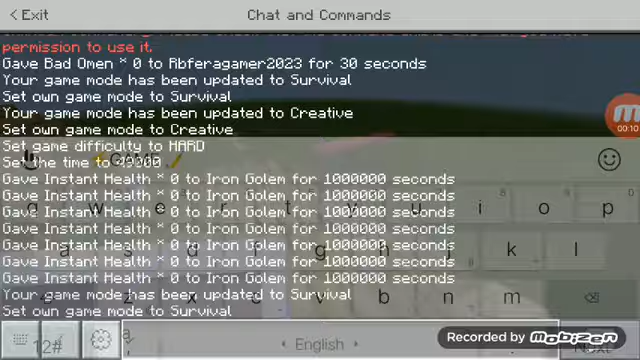 Exit
Chat and Commands
permission to use it.
Gave Bad Omen * 0 to Rbferagamer2023 for 30 seconds
Your game mode has been updated to Survival
Set own game mode to Survival
Your game mode has been updated to Creative
Set own game mode to Creative
Set game difficulty to HARD
Set the time to 49000
Gave Instant Health * 0 to Iron Golem for 1000000 seconds
Gave Instant Health * 0 to Iron Golem for 1000000 seconds
Gave Instant Health * 0 to Iron Golem for 1000000 seconds
Gave Instant Health * 0 to Iron Golem for 1000000 seconds
Gave Instant Health * 0 to Iron Golem for 1000000 seconds
Gave Instant Health * 0 to Iron Golem for 1000000 seconds
Gave Instant Health * 0 to Iron Golem for 1000000 seconds
Your game mode has been updated to Survival
Set own game mode to Survival
00:10
q w e r t y u i o p
a s d f g h j k l
z x c v b n m
12#
English
Recorded by Mobizen